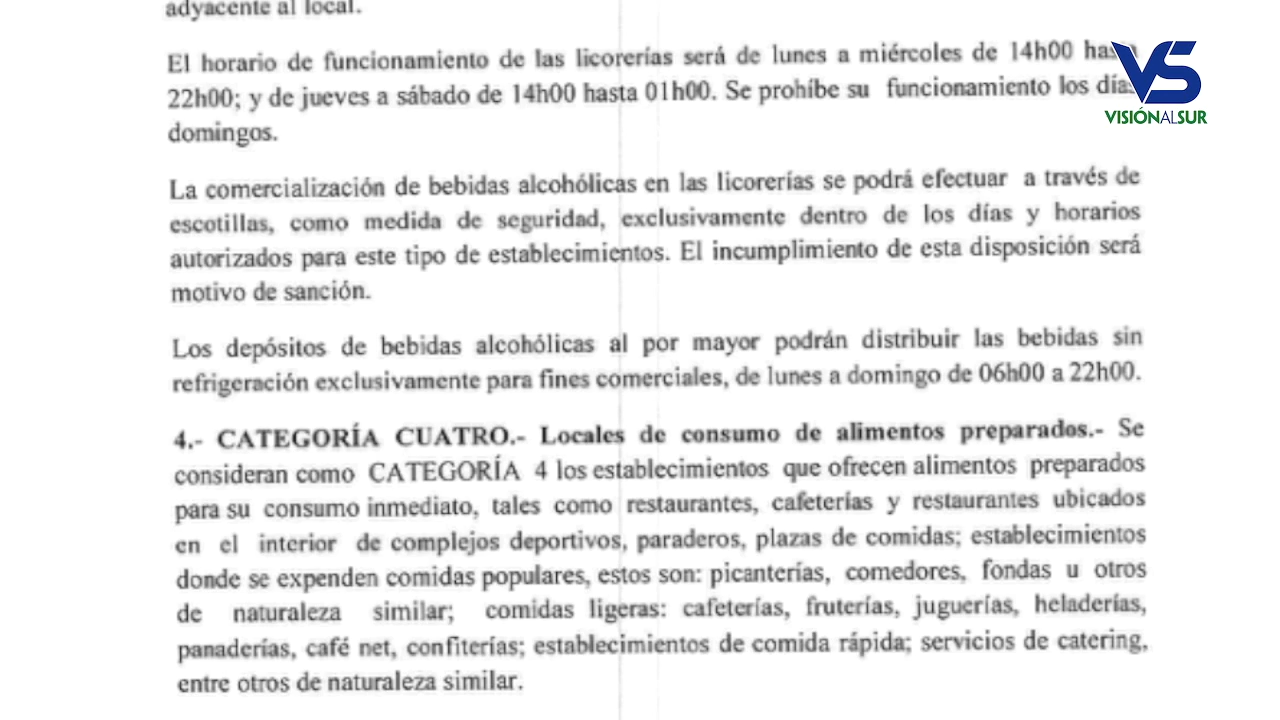 adyacente al local.
El horario de funcionamiento de las licorerías será de lunes a miércoles de 14h00 hasta
22h00; y de jueves a sábado de 14h00 hasta 01h00. Se prohíbe su funcionamiento los días
domingos.
VS
VISIÓNALSUR
La comercialización de bebidas alcohólicas en las licorerías se podrá efectuar a través de
escotillas, como medida de seguridad, exclusivamente dentro de los días y horarios
autorizados para este tipo de establecimientos. El incumplimiento de esta disposición será
motivo de sanción.
Los depósitos de bebidas alcohólicas al por mayor podrán distribuir las bebidas sin
refrigeración exclusivamente para fines comerciales, de lunes a domingo de 06h00 a 22h00.
4.- CATEGORÍA CUATRO.- Locales de consumo de alimentos preparados.- Se
consideran como CATEGORÍA 4 los establecimientos que ofrecen alimentos preparados
para su consumo inmediato, tales como restaurantes, cafeterías y restaurantes ubicados
en el interior de complejos deportivos, paraderos, plazas de comidas; establecimientos
donde se expenden comidas populares, estos son: picanterías, comedores, fondas u otros
de naturaleza similar; comidas ligeras: cafeterías, fruterías, juguerías, heladerías,
panaderías, café net, confiterías; establecimientos de comida rápida; servicios de catering,
entre otros de naturaleza similar.